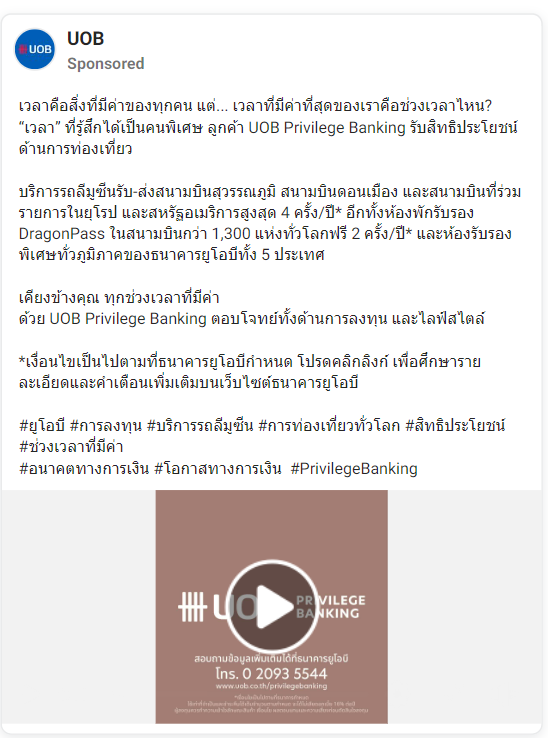 UOB
UOB
Sponsored
เวลาคือสิ่งที่มีค่าของทุกคน แต่... เวลาที่มีค่าที่สุดของเราคือช่วงเวลาไหน?
“เวลา” ที่รู้สึกได้เป็นคนพิเศษ ลูกค้า UOB Privilege Banking รับสิทธิประโยชน์
ด้านการท่องเที่ยว
บริการรถลีมูซีนรับ-ส่งสนามบินสุวรรณภูมิ สนามบินดอนเมือง และสนามบินที่ร่วม
รายการในยุโรป และสหรัฐอเมริการสูงสุด 4 ครั้ง/ปี* อีกทั้งห้องพักรับรอง
DragonPass ในสนามบินกว่า 1,300 แห่งทั่วโลกฟรี 2 ครั้ง/ปี* และห้องรับรอง
พิเศษทั่วภูมิภาคของธนาคารยูโอบีทั้ง 5 ประเทศ
เคียงข้างคุณ ทุกช่วงเวลาที่มีค่า
ด้วย UOB Privilege Banking ตอบโจทย์ทั้งด้านการลงทุน และไลฟ์สไตล์
*เงื่อนไขเป็นไปตามที่ธนาคารยูโอบีกำหนด โปรดคลิกลิงก์ เพื่อศึกษาราย
ละเอียดและคำเตือนเพิ่มเติมบนเว็บไซต์ธนาคารยูโอบี
#ยูโอบี #การลงทุน #บริการรถลีมูซีน #การท่องเที่ยวทั่วโลก #สิทธิประโยชน์
#ช่วงเวลาที่มีค่า
#อนาคตทางการเงิน #โอกาสทางการเงิน #PrivilegeBanking
UOB PRIVILEGE
BANKING
สอบถามข้อมูลเพิ่มเติมได้ที่ธนาคารยูโอบี
โทร. 0 2093 5544
www.uob.co.th/privilegebanking